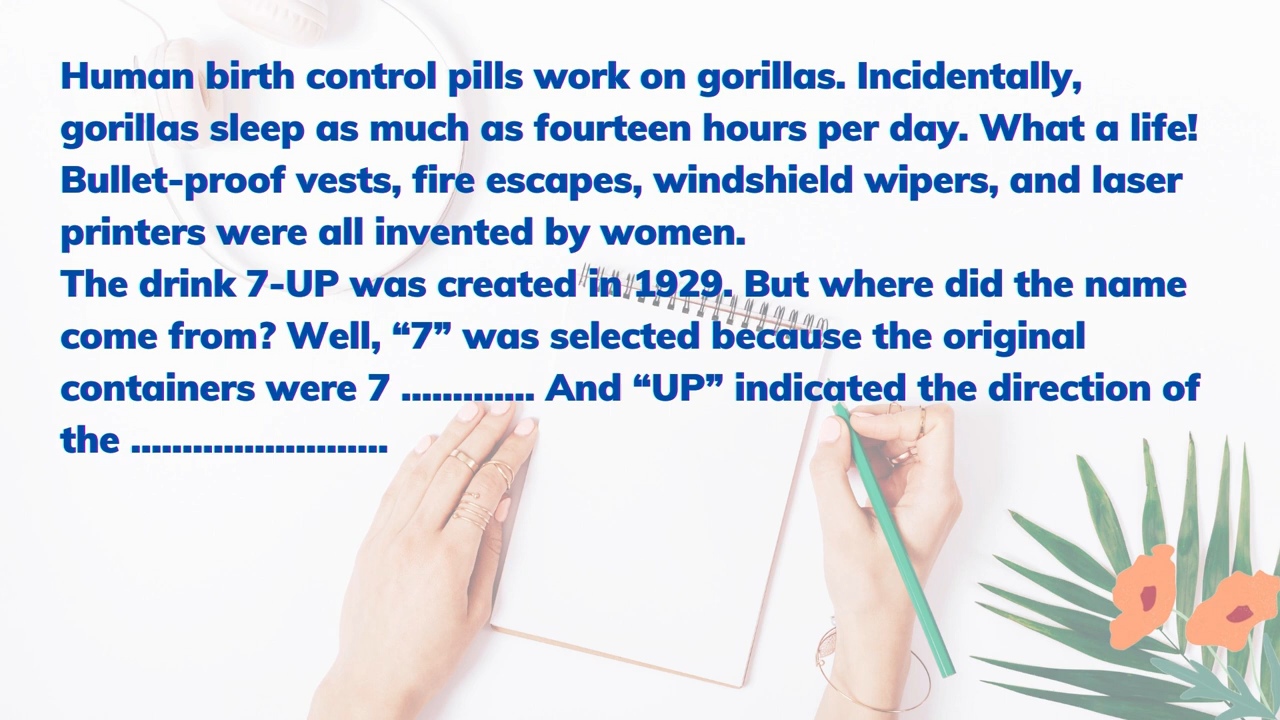 Human birth control pills work on gorillas. Incidentally,
gorillas sleep as much as fourteen hours per day. What a life!
Bullet-proof vests, fire escapes, windshield wipers, and laser
printers were all invented by women.
The drink 7-UP was created in 1929. But where did the name
come from? Well, “7” was selected because the original
containers were 7 ............. And “UP” indicated the direction of
the .........................